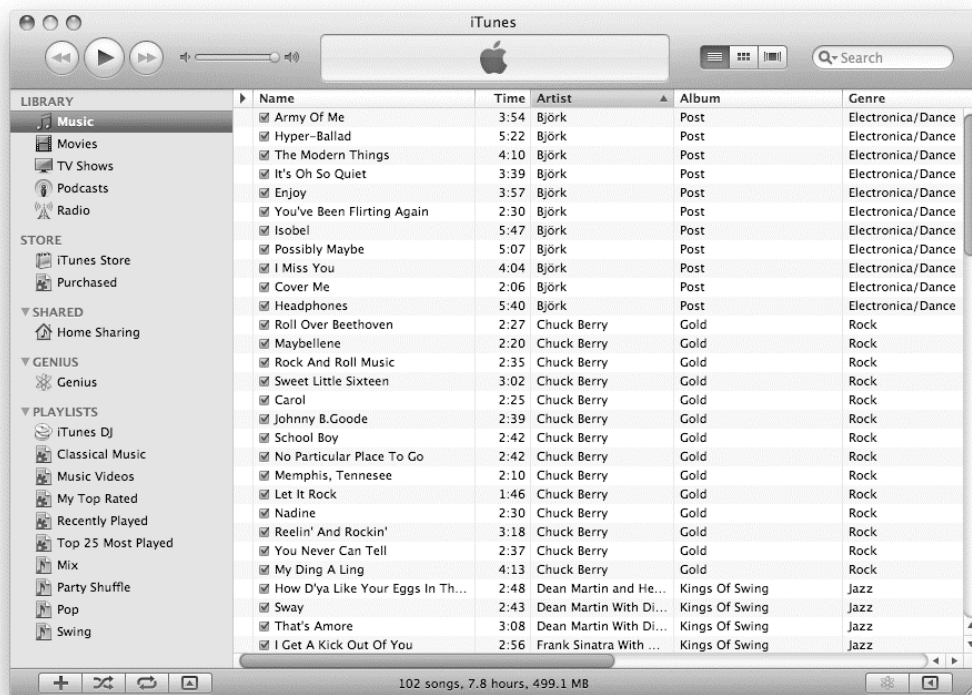 iTunes
Search
LIBRARY
Music
Movies
TV Shows
Podcasts
Radio
STORE
iTunes Store
Purchased
SHARED
Home Sharing
GENIUS
Genius
PLAYLISTS
iTunes DJ
Classical Music
Music Videos
My Top Rated
Recently Played
Top 25 Most Played
Mix
Party Shuffle
Pop
Swing
Name Time Artist Album Genre
Army Of Me 3:54 Björk Post Electronica/Dance
Hyper-Ballad 5:22 Björk Post Electronica/Dance
The Modern Things 4:10 Björk Post Electronica/Dance
It's Oh So Quiet 3:39 Björk Post Electronica/Dance
Enjoy 3:57 Björk Post Electronica/Dance
You've Been Flirting Again 2:30 Björk Post Electronica/Dance
Isobel 5:47 Björk Post Electronica/Dance
Possibly Maybe 5:07 Björk Post Electronica/Dance
I Miss You 4:04 Björk Post Electronica/Dance
Cover Me 2:06 Björk Post Electronica/Dance
Headphones 5:40 Björk Post Electronica/Dance
Roll Over Beethoven 2:27 Chuck Berry Gold Rock
Maybellene 2:20 Chuck Berry Gold Rock
Rock And Roll Music 2:35 Chuck Berry Gold Rock
Sweet Little Sixteen 3:02 Chuck Berry Gold Rock
Carol 2:25 Chuck Berry Gold Rock
Johnny B.Goode 2:39 Chuck Berry Gold Rock
School Boy 2:42 Chuck Berry Gold Rock
No Particular Place To Go 2:42 Chuck Berry Gold Rock
Memphis, Tennesee 2:10 Chuck Berry Gold Rock
Let It Rock 1:46 Chuck Berry Gold Rock
Nadine 2:30 Chuck Berry Gold Rock
Reelin' And Rockin' 3:18 Chuck Berry Gold Rock
You Never Can Tell 2:37 Chuck Berry Gold Rock
My Ding A Ling 4:13 Chuck Berry Gold Rock
How D'ya Like Your Eggs In Th... 2:48 Dean Martin and He... Kings Of Swing Jazz
Sway 2:43 Dean Martin With Di... Kings Of Swing Jazz
That's Amore 3:08 Dean Martin With Di... Kings Of Swing Jazz
I Get A Kick Out Of You 2:56 Frank Sinatra With ... Kings Of Swing Jazz
102 songs, 7.8 hours, 499.1 MB